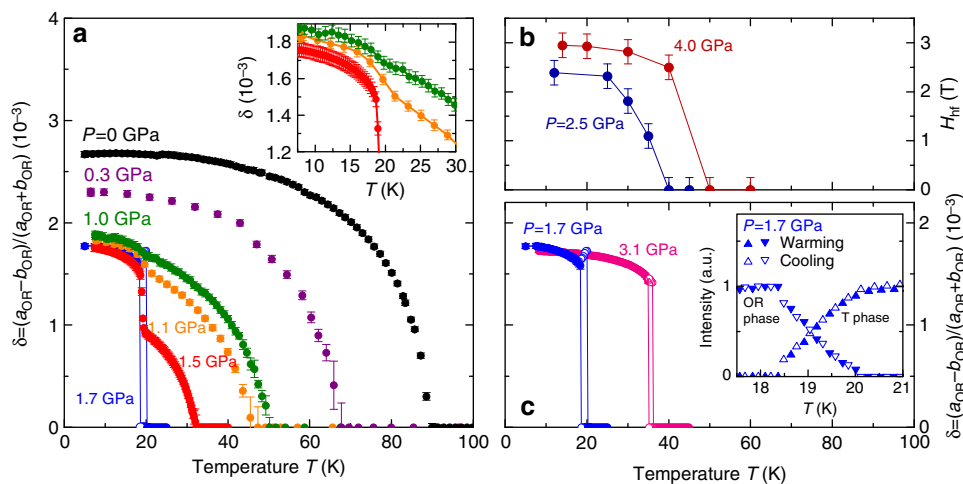 a
δ=(aOR−bOR)/(aOR+bOR) (10⁻³)
4
3
2
1
0
0 20 40 60 80 100
Temperature T (K)
P=0 GPa
0.3 GPa
1.0 GPa
1.1 GPa
1.5 GPa
1.7 GPa
δ (10⁻³)
1.8
1.6
1.4
1.2
10 15 20 25 30
T (K)
b
4.0 GPa
P=2.5 GPa
3
2
1
0
Hhf (T)
P=1.7 GPa
3.1 GPa
c
2
1
0
δ=(aOR−bOR)/(aOR+bOR) (10⁻³)
0 20 40 60 80 100
Temperature T (K)
P=1.7 GPa
Warming
Cooling
OR
phase
T phase
Intensity (a.u.)
1
0
18 19 20 21
T (K)